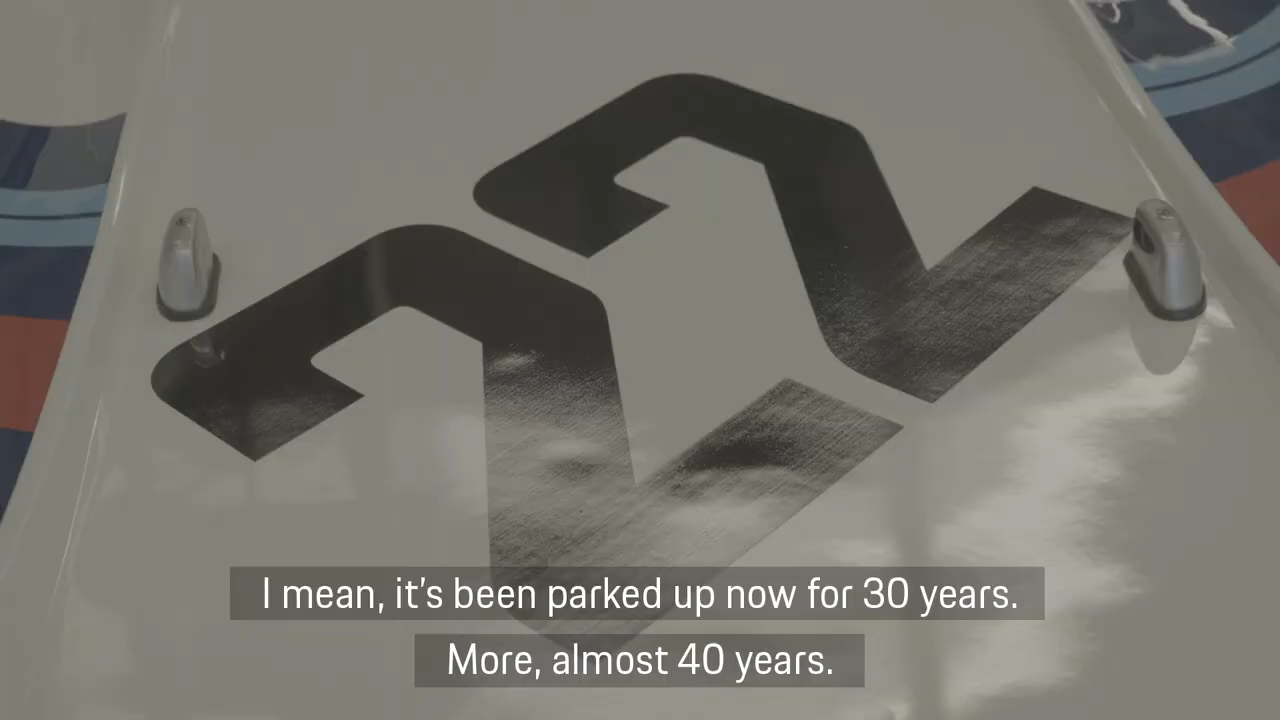 22
I mean, it's been parked up now for 30 years.
More, almost 40 years.